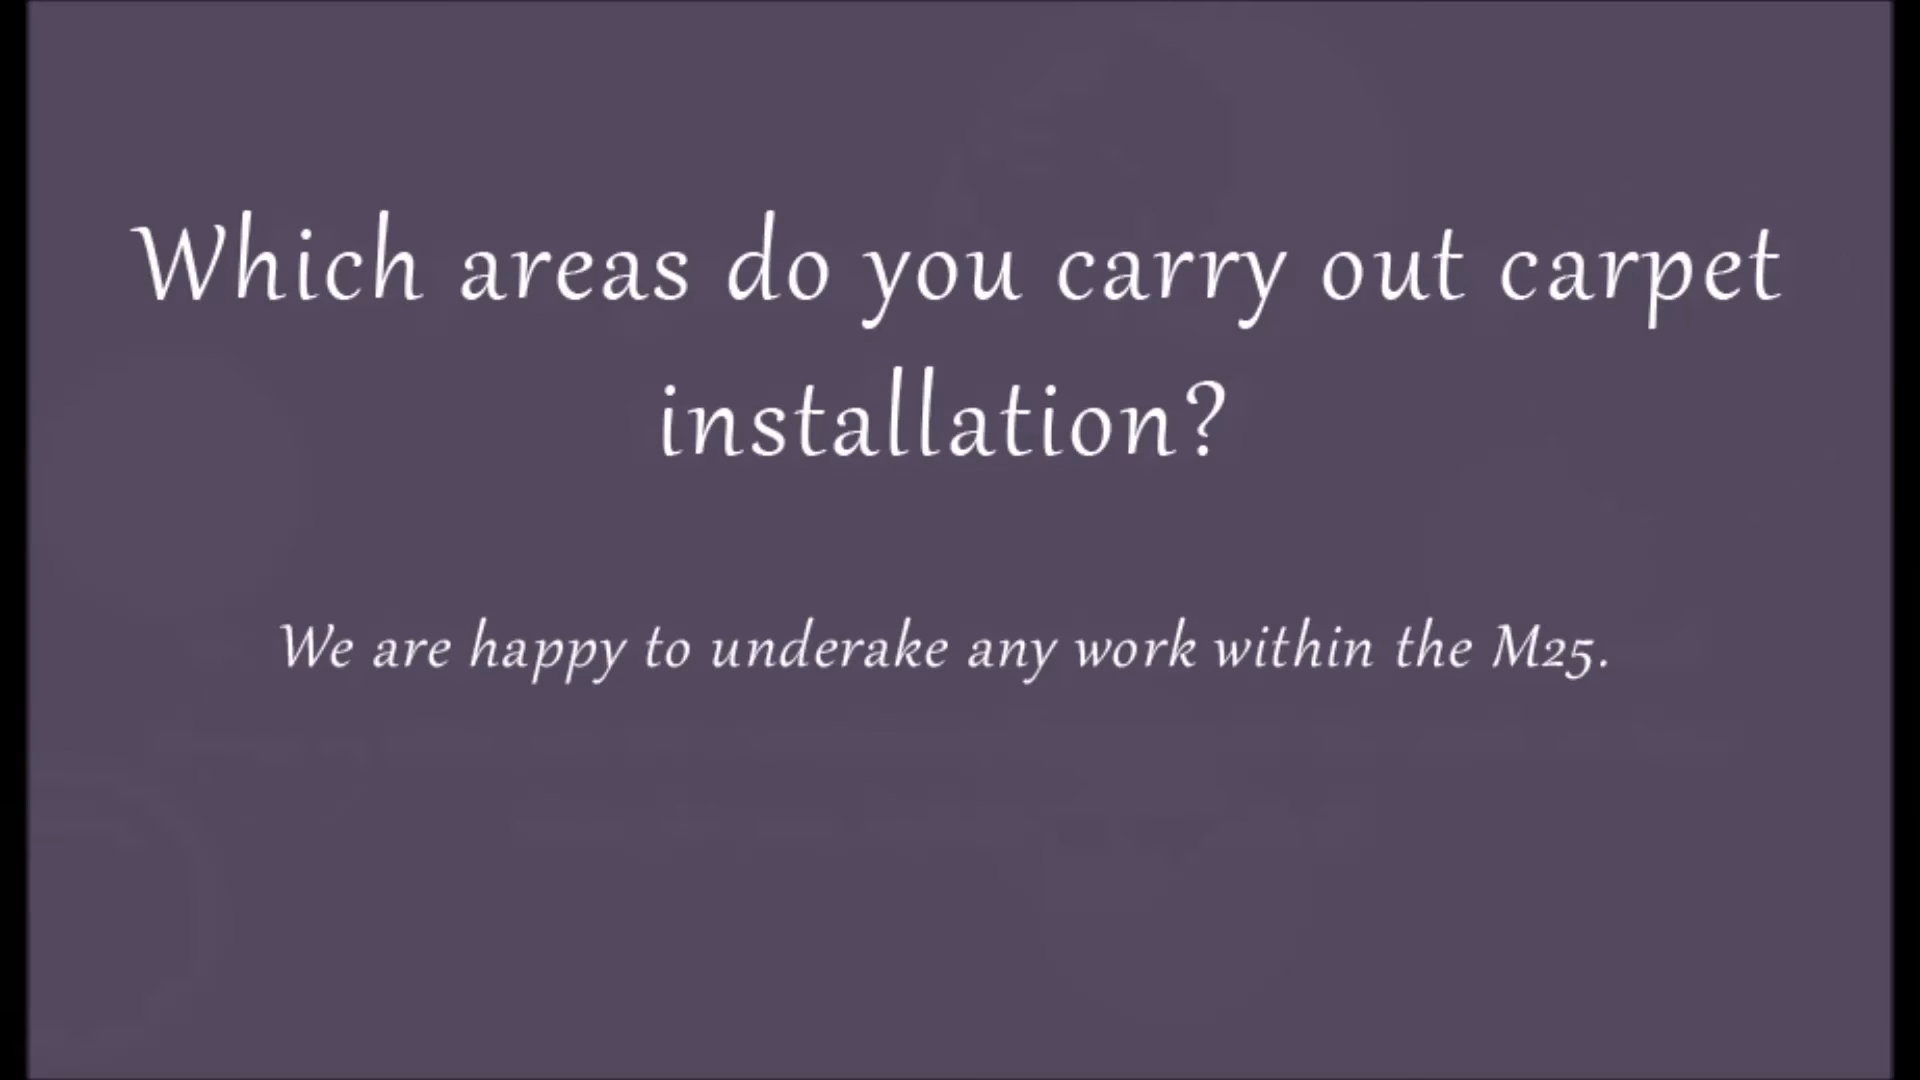 Which areas do you carry out carpet
installation?
We are happy to underake any work within the M25.